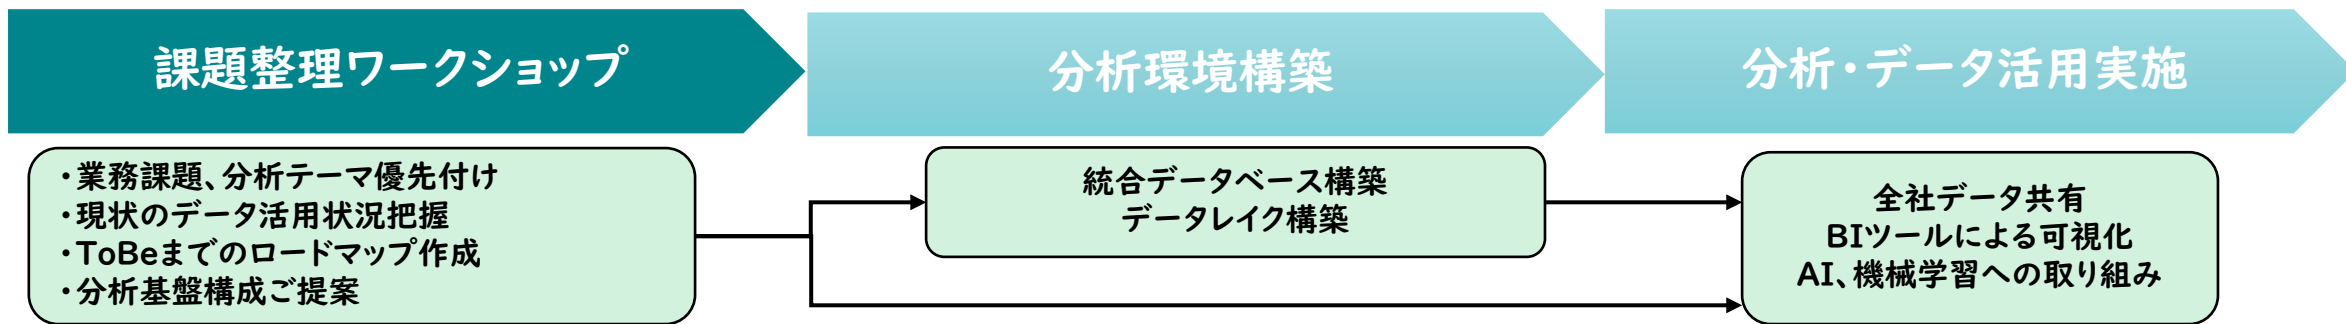 課題整理ワークショップ
分析環境構築
分析・データ活用実施
・業務課題、分析テーマ優先付け
・現状のデータ活用状況把握
・ToBeまでのロードマップ作成
・分析基盤構成ご提案
統合データベース構築
データレイク構築
全社データ共有
BIツールによる可視化
AI、機械学習への取り組み